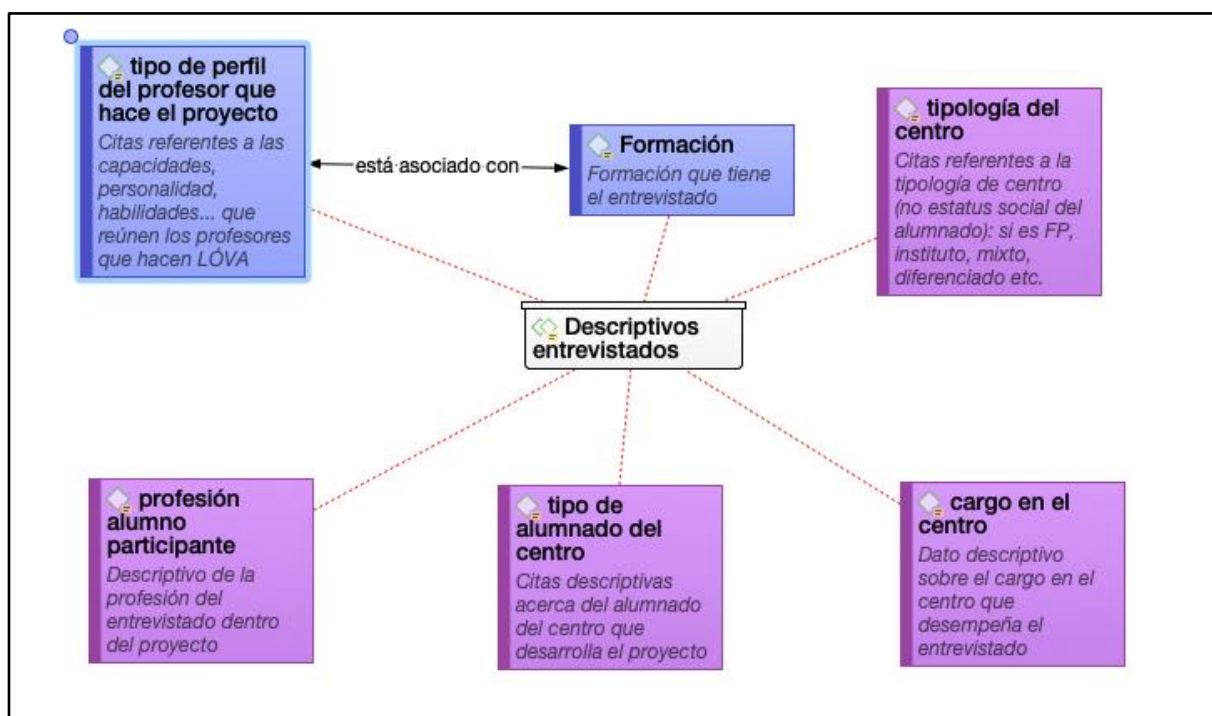 tipo de perfil
del profesor que
hace el proyecto
Citas referentes a las
capacidades,
personalidad,
habilidades... que
reúnen los profesores
que hacen LÓVA
está asociado con
Formación
Formación que tiene
el entrevistado
tipología del
centro
Citas referentes a la
tipología de centro
(no estatus social del
alumnado): si es FP,
instituto, mixto,
diferenciado etc.
Descriptivos
entrevistados
profesión
alumno
participante
Descriptivo de la
profesión del
entrevistado dentro
del proyecto
tipo de
alumnado del
centro
Citas descriptivas
acerca del alumnado
del centro que
desarrolla el proyecto
cargo en el
centro
Dato descriptivo
sobre el cargo en el
centro que
desempeña el
entrevistado